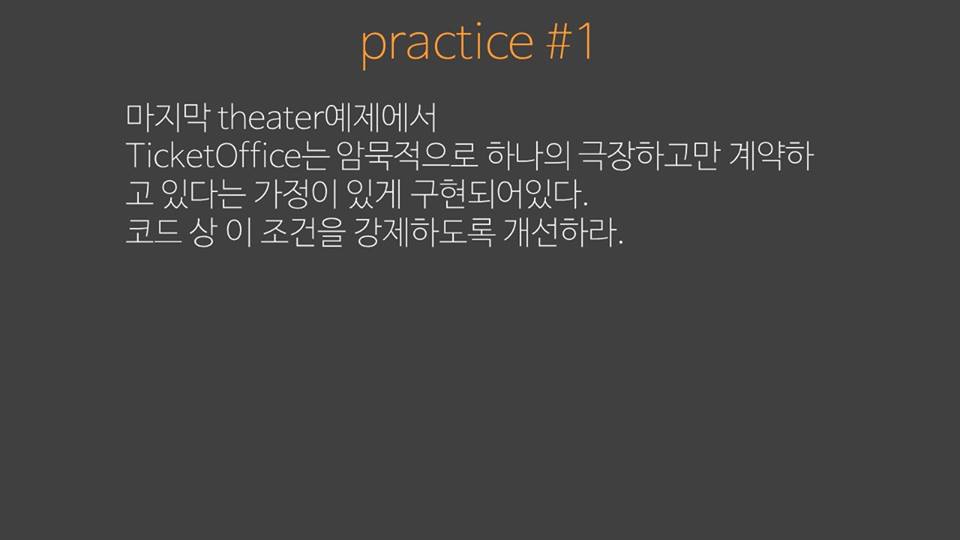 practice #1
마지막 theater예제에서
TicketOffice는 암묵적으로 하나의 극장하고만 계약하
고 있다는 가정이 있게 구현되어있다.
코드 상 이 조건을 강제하도록 개선하라.